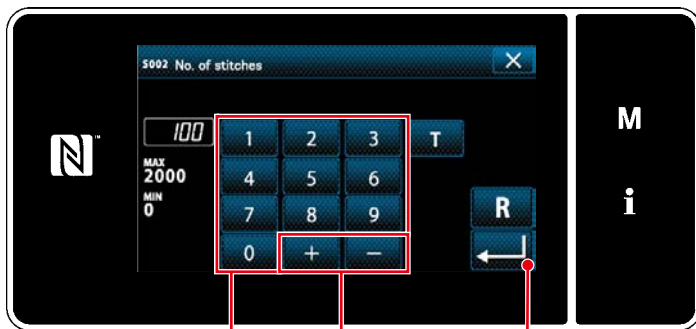 S002 No. of stitches
100
1 2 3 T
MAX
2000
4 5 6
MIN
0
7 8 9 R
0 + −
M
i
N™